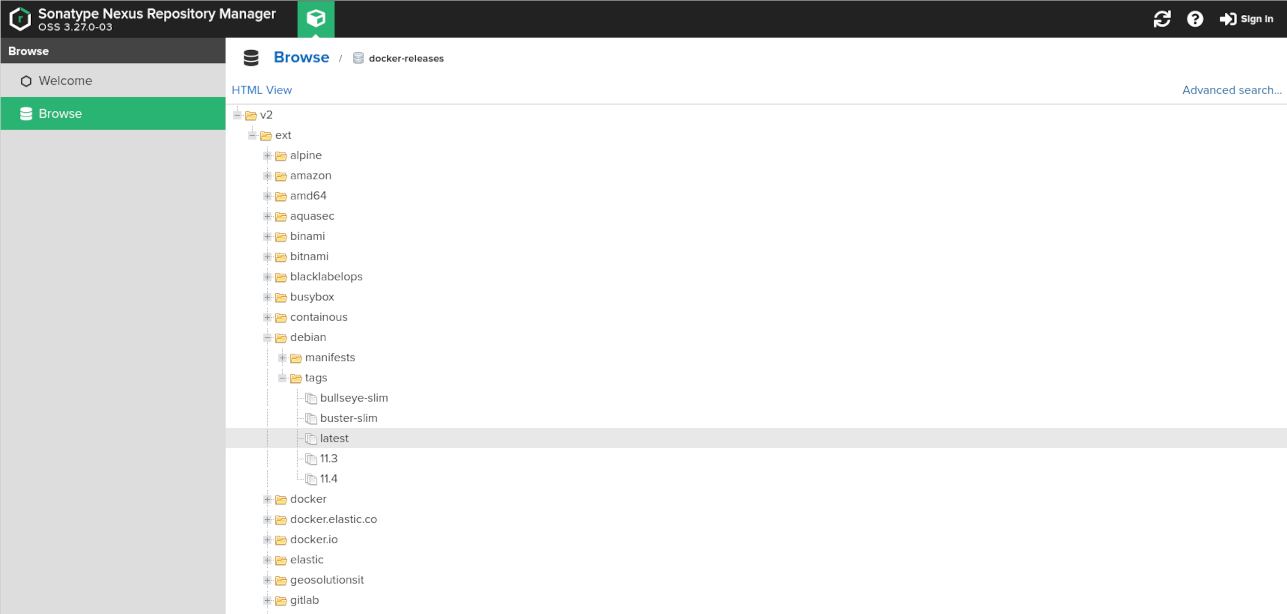 Sonatype Nexus Repository Manager
OSS 3.27.0-03
Sign in
Browse
Welcome
Browse
Browse / docker-releases
HTML View
Advanced search...
v2
ext
alpine
amazon
amd64
aquasec
binami
bitnami
blacklabelops
busybox
containous
debian
manifests
tags
bullseye-slim
buster-slim
latest
11.3
11.4
docker
docker.elastic.co
docker.io
elastic
geosolutionsit
gitlab